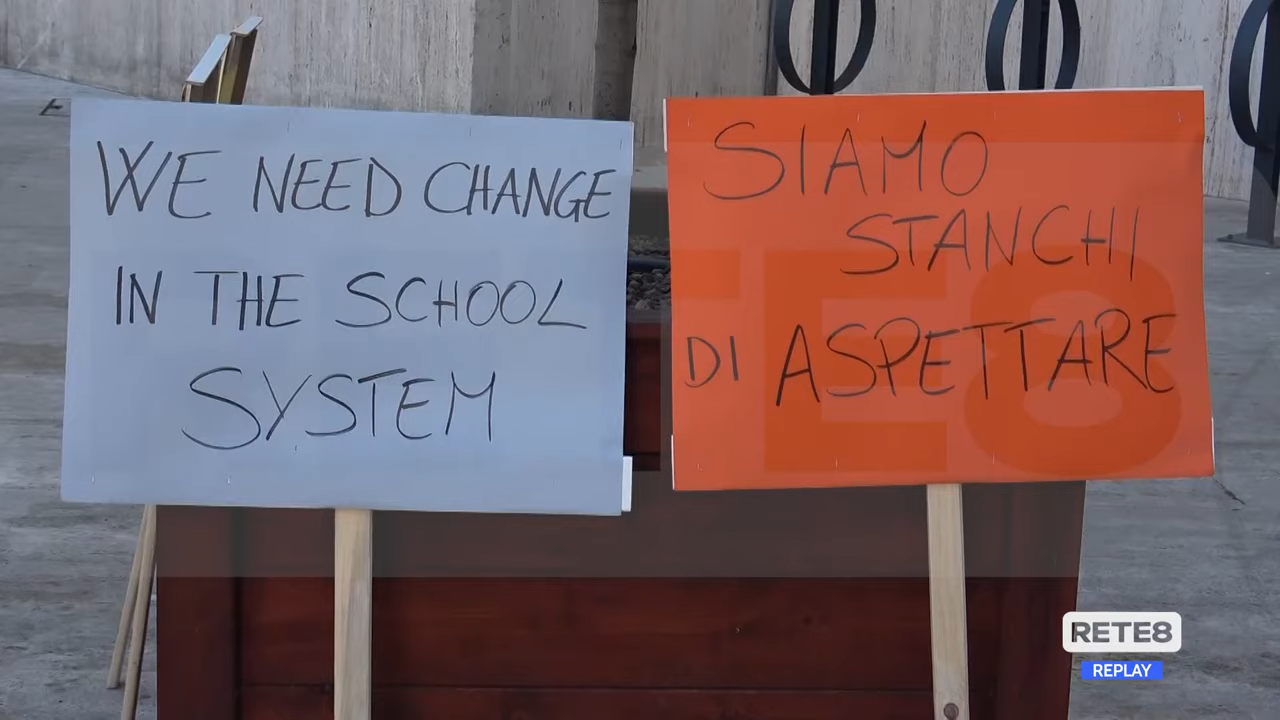 WE NEED CHANGE
IN THE SCHOOL
SYSTEM
SIAMO
STANCHI
DI ASPETTARE
RETE8
REPLAY